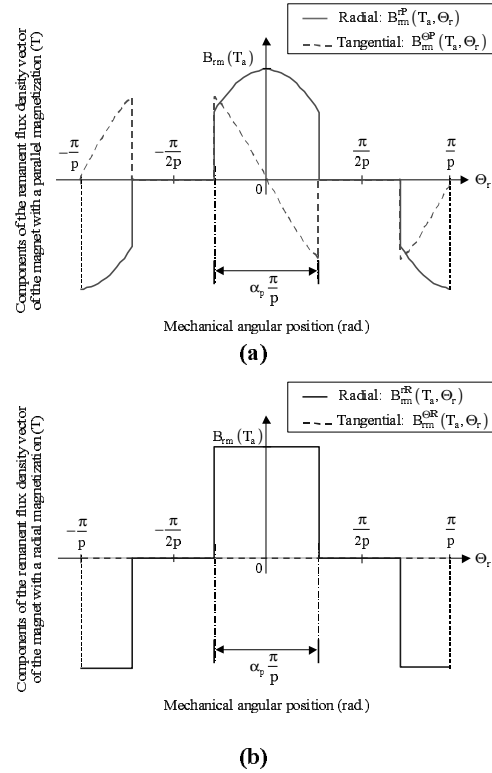 Radial: B_rm^rP(T_a, Θ_r)
Tangential: B_rm^ΘP(T_a, Θ_r)
Components of the remanent flux density vector
of the magnet with a parallel magnetization (T)
B_rm(T_a)
−π/p
−π/2p
0
π/2p
π/p
Θ_r
α_p π/p
Mechanical angular position (rad.)
(a)
Radial: B_rm^rR(T_a, Θ_r)
Tangential: B_rm^ΘR(T_a, Θ_r)
Components of the remanent flux density vector
of the magnet with a radial magnetization (T)
B_rm(T_a)
−π/p
−π/2p
0
π/2p
π/p
Θ_r
α_p π/p
Mechanical angular position (rad.)
(b)